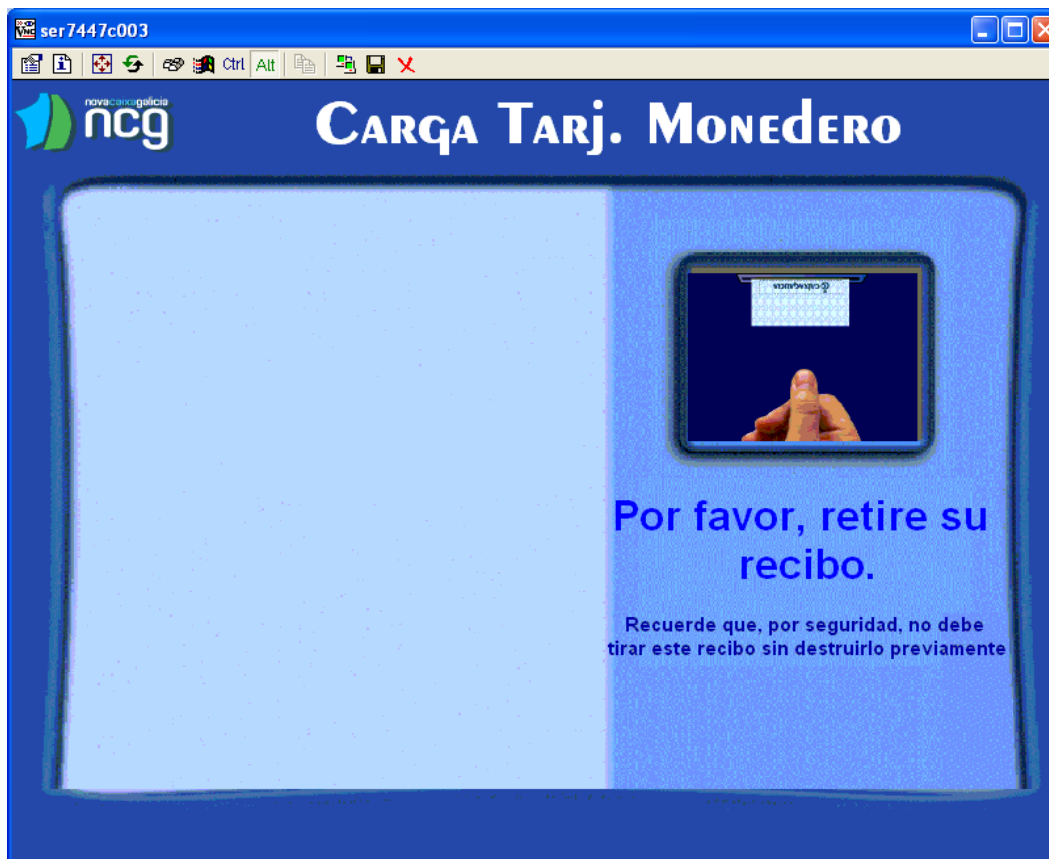 ser7447c003
Ctrl Alt
novacaixagalicia
ncg
CARGA TARJ. MONEDERO
Por favor, retire su
recibo.
Recuerde que, por seguridad, no debe
tirar este recibo sin destruirlo previamente